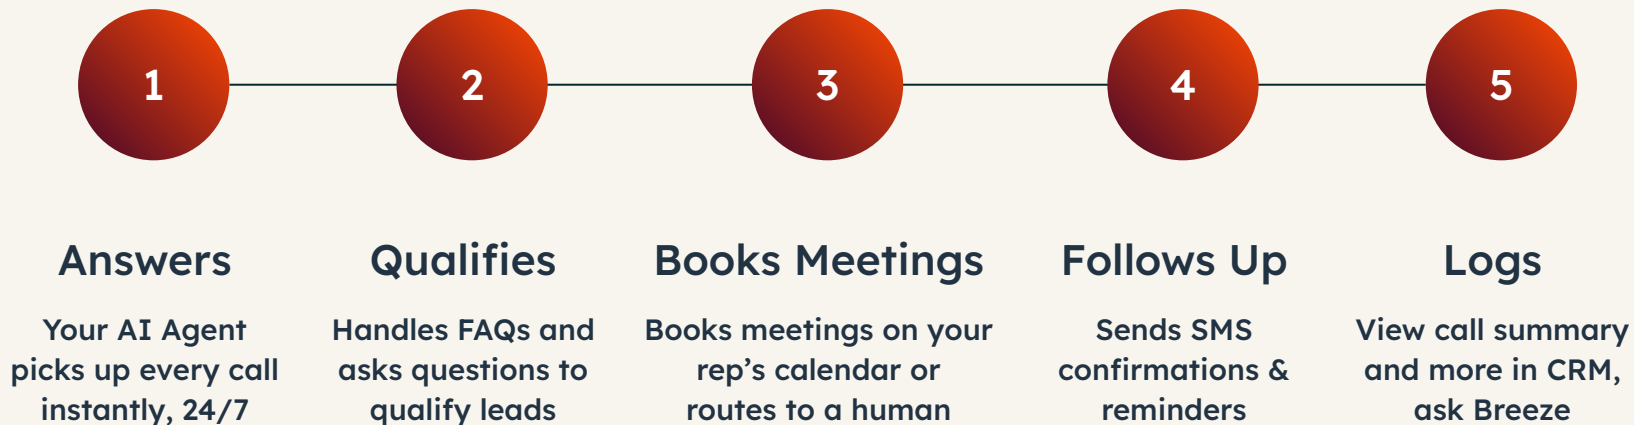 1
2
3
4
5
Answers
Your AI Agent
picks up every call
instantly, 24/7
Qualifies
Handles FAQs and
asks questions to
qualify leads
Books Meetings
Books meetings on your
rep’s calendar or
routes to a human
Follows Up
Sends SMS
confirmations &
reminders
Logs
View call summary
and more in CRM,
ask Breeze